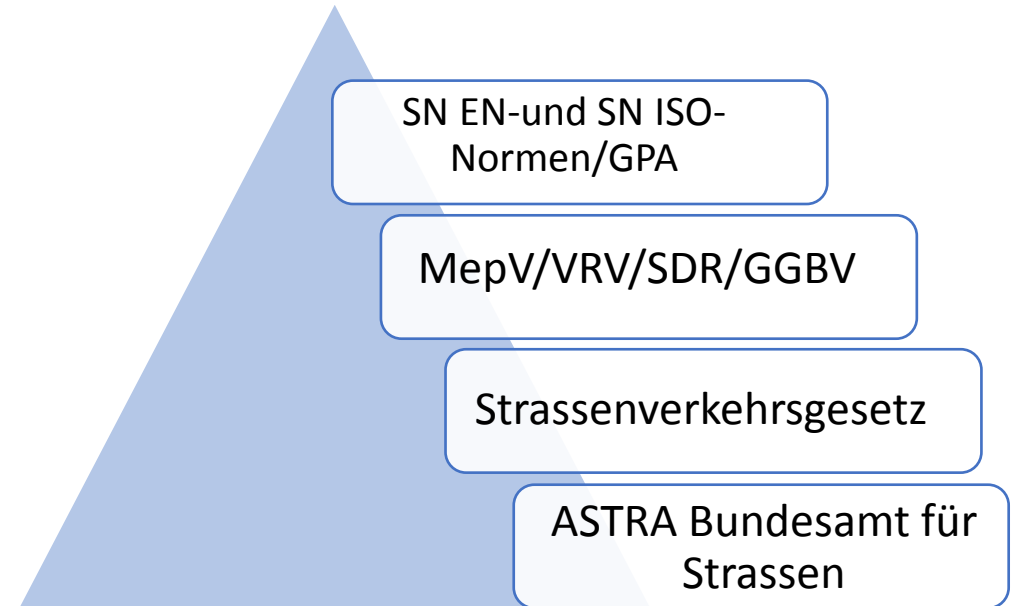 SN EN-und SN ISO-
Normen/GPA
MepV/VRV/SDR/GGBV
Strassenverkehrsgesetz
ASTRA Bundesamt für
Strassen